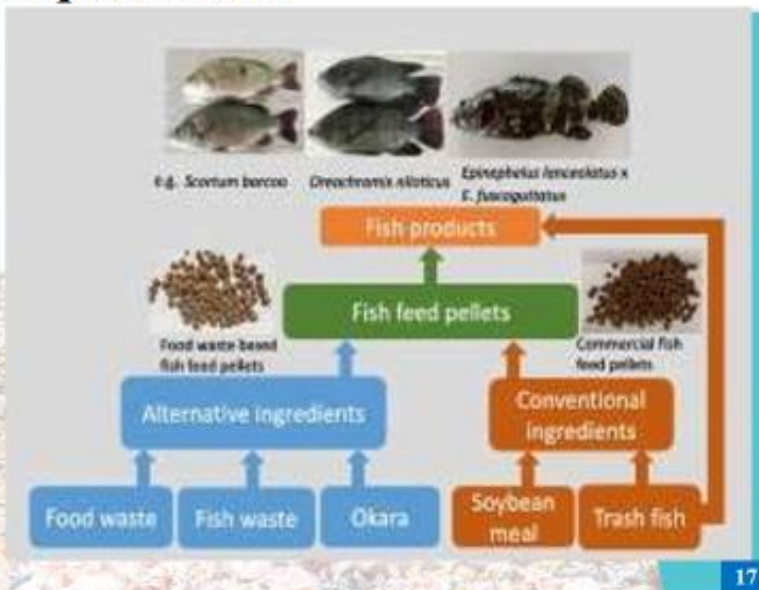 e.g. Scortum barcoo
Oreochromis niloticus
Epinephelus lanceolatus x
E. fuscoguttatus
Fish products
Fish feed pellets
Food waste based
fish feed pellets
Commercial fish
feed pellets
Alternative ingredients
Conventional
ingredients
Food waste
Fish waste
Okara
Soybean
meal
Trash fish
17